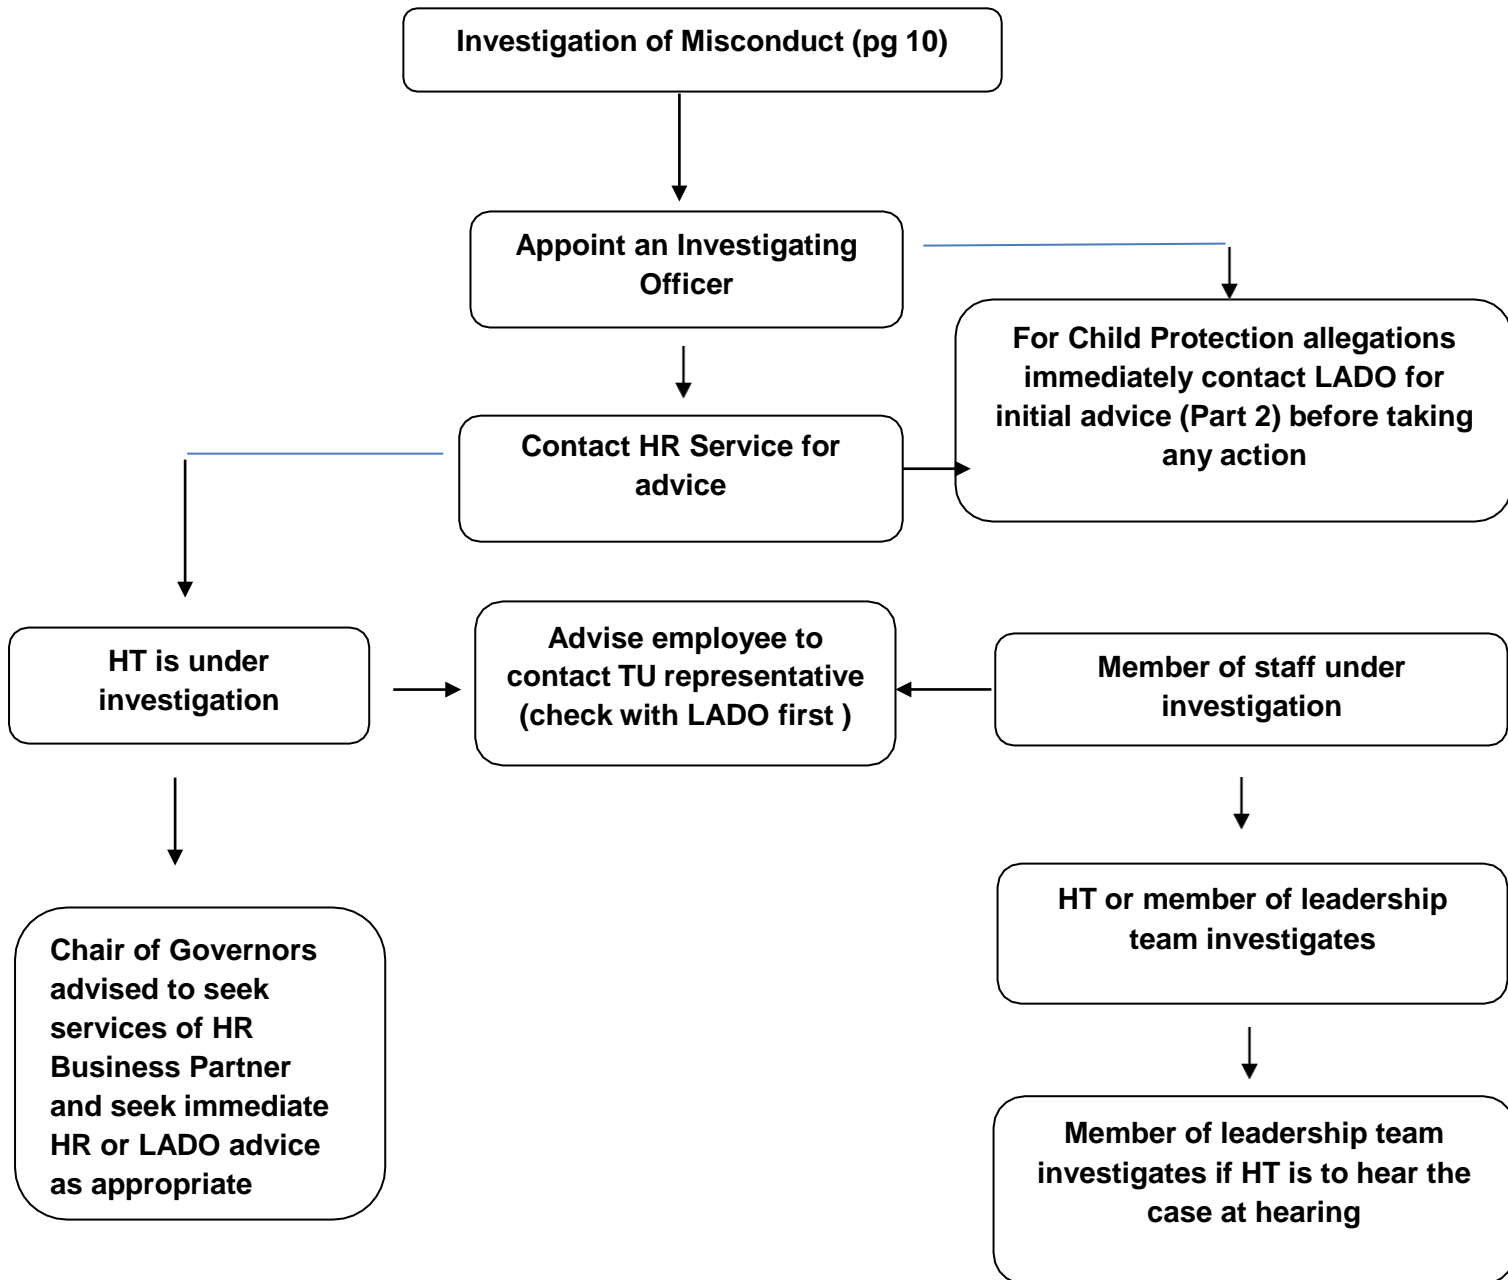 Investigation of Misconduct (pg 10)
Appoint an Investigating
Officer
For Child Protection allegations
immediately contact LADO for
initial advice (Part 2) before taking
any action
Contact HR Service for
advice
HT is under
investigation
Advise employee to
contact TU representative
(check with LADO first )
Member of staff under
investigation
Chair of Governors
advised to seek
services of HR
Business Partner
and seek immediate
HR or LADO advice
as appropriate
HT or member of leadership
team investigates
Member of leadership team
investigates if HT is to hear the
case at hearing